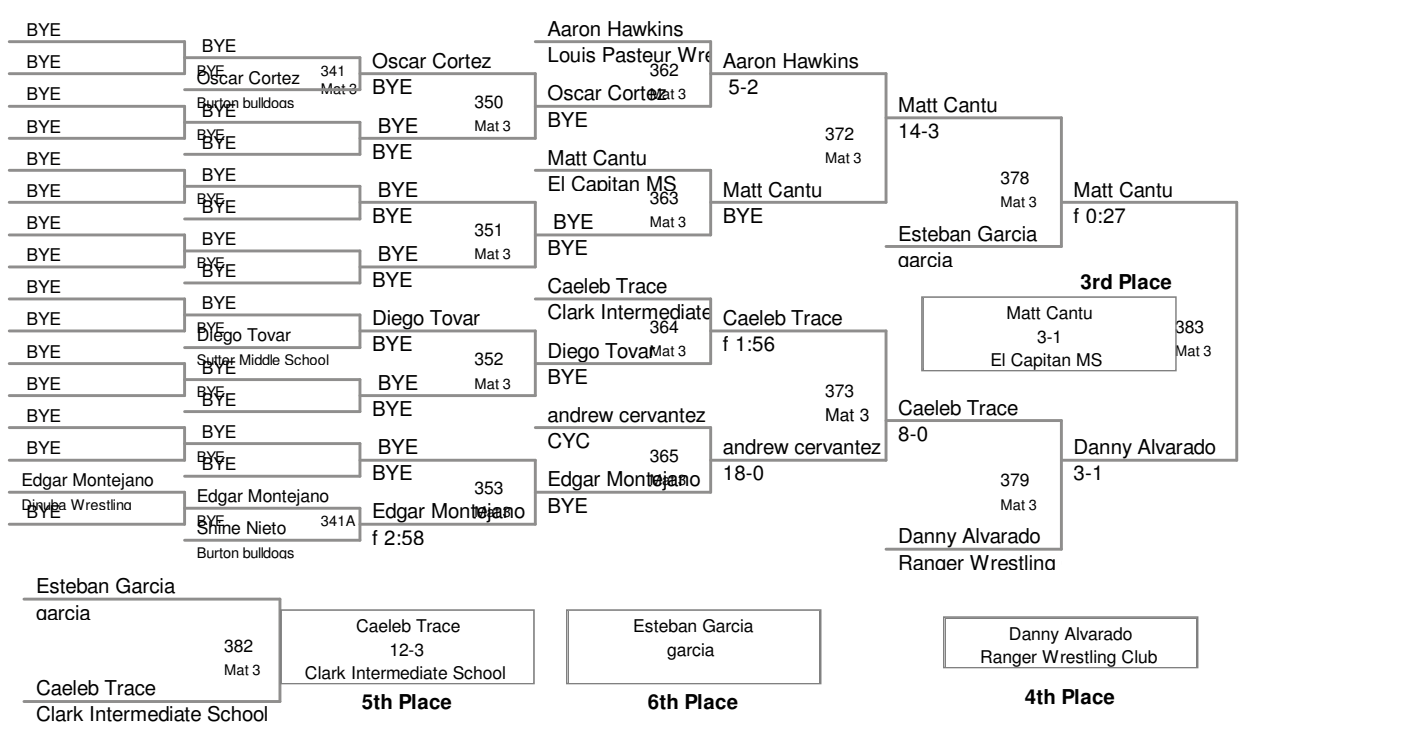 BYE
BYE
BYE
BYE
BYE
BYE
BYE
BYE
BYE
BYE
BYE
BYE
BYE
BYE
Edgar Montejano
Dinuba Wrestling
BYE
BYE
BYE
Oscar Cortez
Burton bulldogs
341
Mat 3
BYE
BYE
BYE
BYE
BYE
BYE
BYE
BYE
BYE
BYE
BYE
Diego Tovar
Sutter Middle School
BYE
BYE
BYE
BYE
BYE
BYE
Edgar Montejano
BYE
Shine Nieto
Burton bulldogs
341A
Oscar Cortez
BYE
350
Mat 3
BYE
BYE
BYE
BYE
351
Mat 3
BYE
BYE
Diego Tovar
BYE
352
Mat 3
BYE
BYE
BYE
BYE
353
Mat 3
Edgar Montejano
f 2:58
Aaron Hawkins
Louis Pasteur Wre
362
Mat 3
Oscar Cortez
BYE
Matt Cantu
El Capitan MS
363
Mat 3
BYE
BYE
Caeleb Trace
Clark Intermediate
364
Mat 3
Diego Tovar
BYE
andrew cervantez
CYC
365
Mat 3
Edgar Montejano
BYE
Aaron Hawkins
5-2
372
Mat 3
Matt Cantu
BYE
Caeleb Trace
f 1:56
373
Mat 3
andrew cervantez
18-0
Matt Cantu
14-3
378
Mat 3
Esteban Garcia
garcia
Caeleb Trace
8-0
379
Mat 3
Danny Alvarado
Ranger Wrestling
Matt Cantu
f 0:27
3rd Place
Matt Cantu
3-1
El Capitan MS
383
Mat 3
Danny Alvarado
3-1
Esteban Garcia
garcia
382
Mat 3
Caeleb Trace
Clark Intermediate School
Caeleb Trace
12-3
Clark Intermediate School
5th Place
Esteban Garcia
garcia
6th Place
Danny Alvarado
Ranger Wrestling Club
4th Place